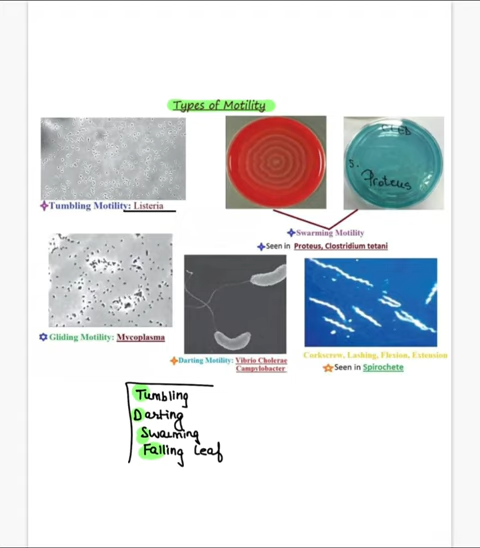 Types of Motility
Tumbling Motility: Listeria
5.
Proteus
Swarming Motility
Seen in Proteus, Clostridium tetani
Gliding Motility: Mycoplasma
Darting Motility: Vibrio Cholerae
Campylobacter
Corkscrew, Lashing, Flexion, Extension
Seen in Spirochete
Tumbling
Darting
Swarming
Falling Leaf